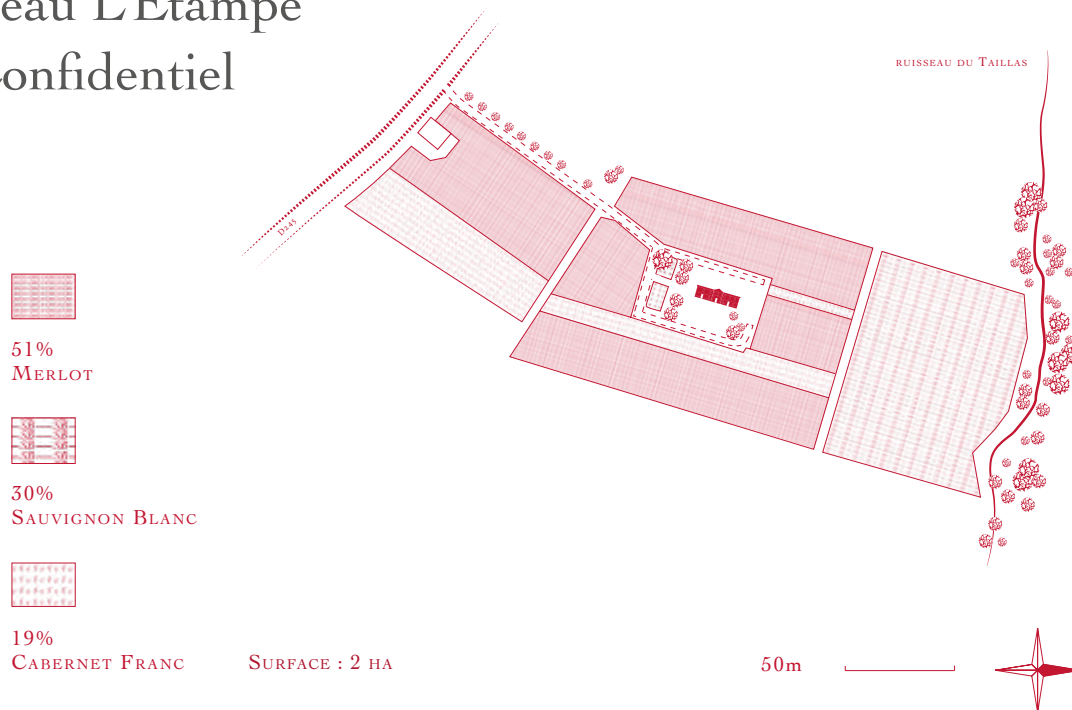 eau L'Etampe
onfidentiel
RUISSEAU DU TAILLAS
D245
51%
MERLOT
30%
SAUVIGNON BLANC
19%
CABERNET FRANC
SURFACE : 2 HA
50m